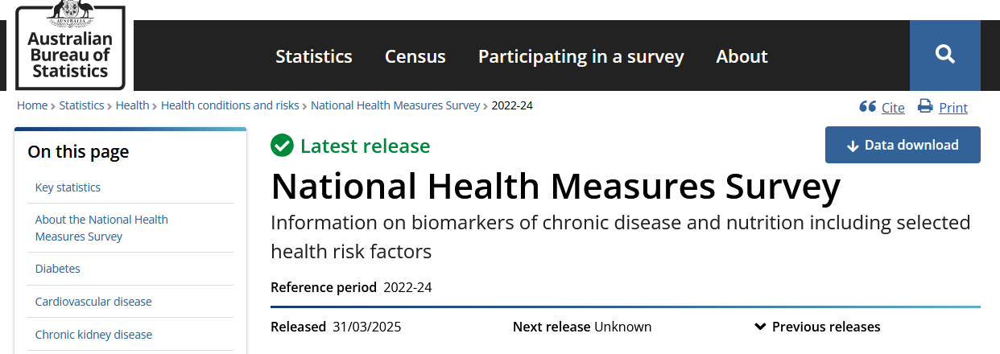 AUSTRALIA
Australian
Bureau of
Statistics
Statistics Census Participating in a survey About
Home > Statistics > Health > Health conditions and risks > National Health Measures Survey > 2022-24
Cite Print
On this page
Key statistics
About the National Health
Measures Survey
Diabetes
Cardiovascular disease
Chronic kidney disease
Latest release
Data download
National Health Measures Survey
Information on biomarkers of chronic disease and nutrition including selected
health risk factors
Reference period 2022-24
Released 31/03/2025 Next release Unknown Previous releases